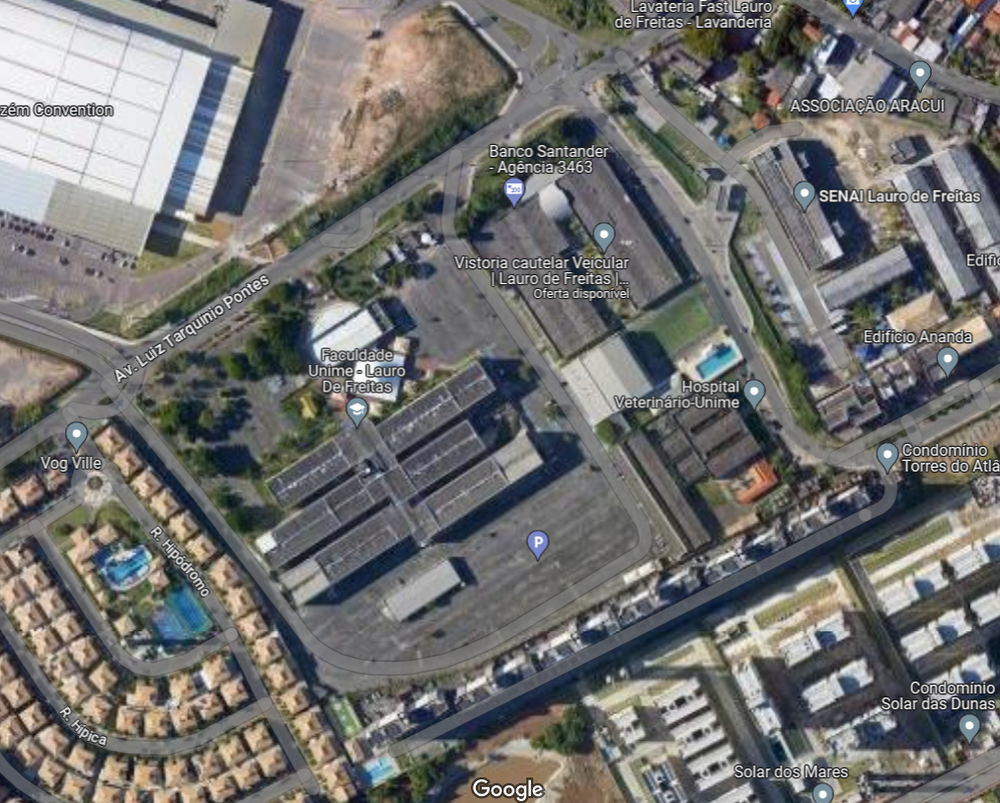 Lavateria Fast Lauro
de Freitas - Lavanderia
zém Convention
ASSOCIAÇÃO ARACUI
Banco Santander
- Agência 3463
SENAI Lauro de Freitas
Vistoria cautelar Veicular
| Lauro de Freitas |...
Oferta disponível
Edifí
Av. Luiz Tarquinio Pontes
Edifício Ananda
Faculdade
Unime - Lauro
De Freitas
Hospital
Veterinário-Unime
Vog Ville
Condomínio
Torres do Atlâ
R. Hipódromo
P
R. Hípica
Condomínio
Solar das Dunas
Solar dos Mares
Google